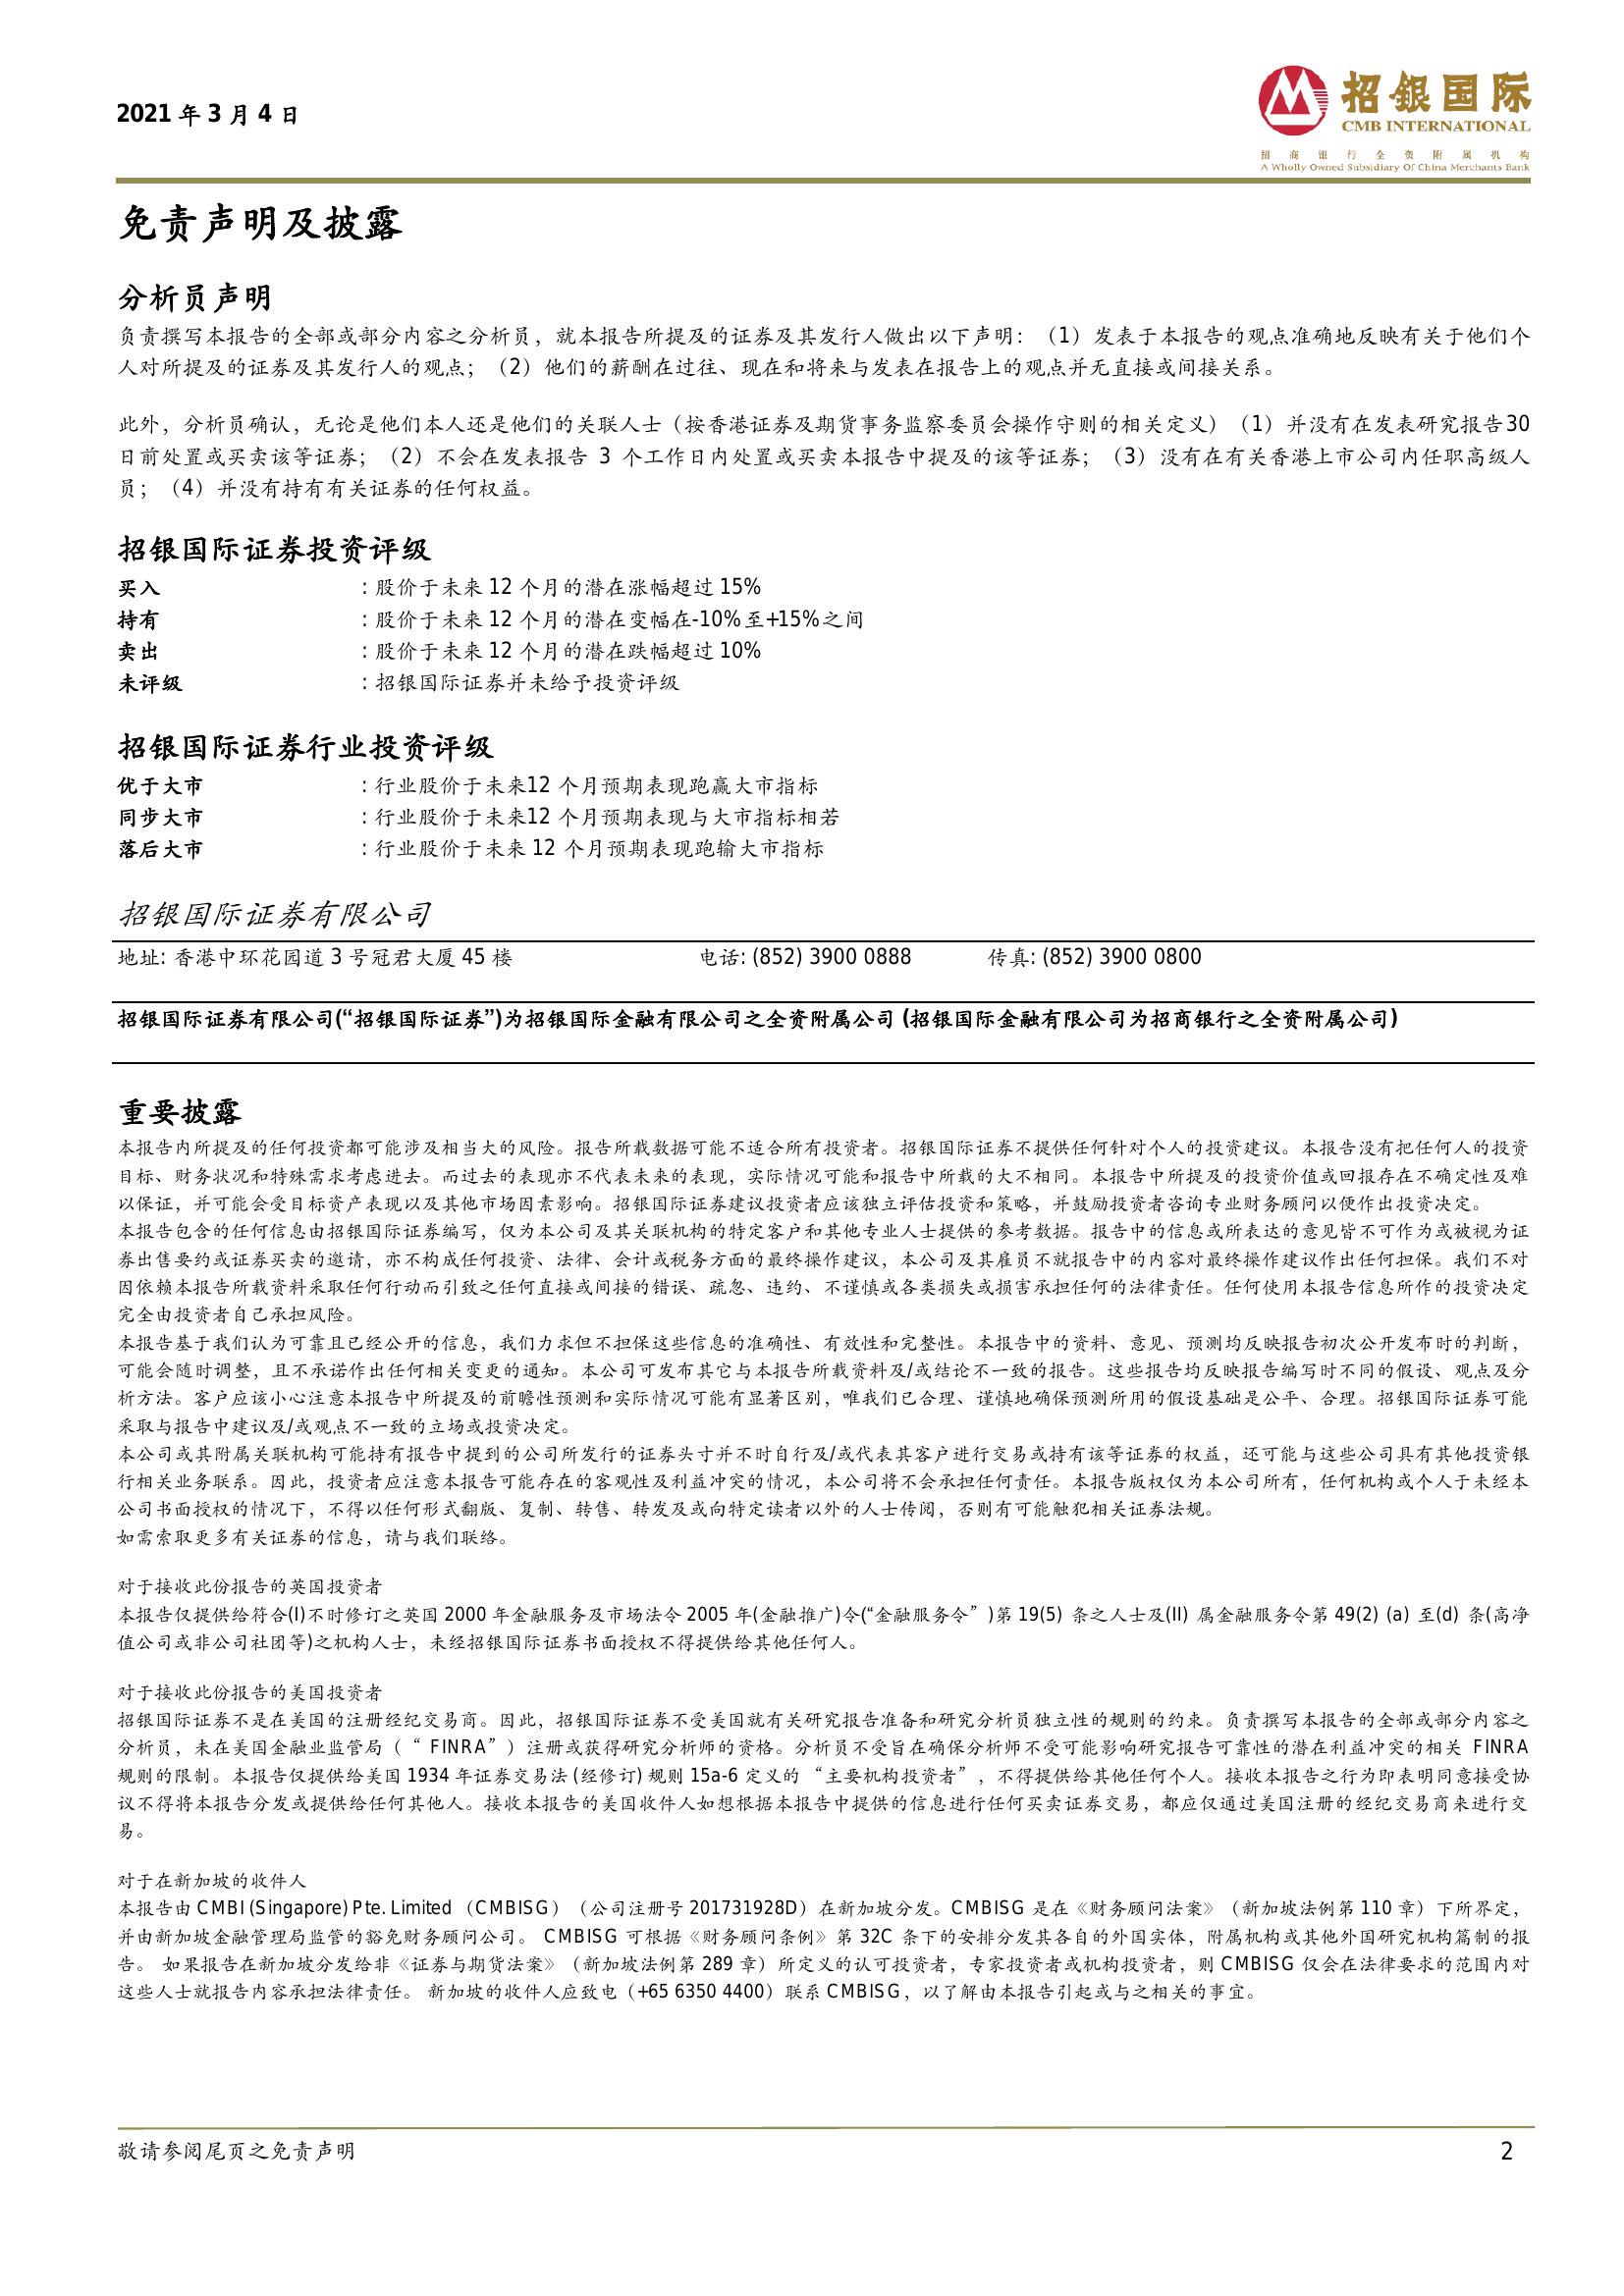 2021 年 3 月 4 日
招银国际
CMB INTERNATIONAL
招商银行全资附属机构
A Wholly Owned Subsidiary Of China Merchants Bank
免责声明及披露
分析员声明
负责撰写本报告的全部或部分内容之分析员，就本报告所提及的证券及其发行人做出以下声明：（1）发表于本报告的观点准确地反映有关于他们个
人对所提及的证券及其发行人的观点；（2）他们的薪酬在过往、现在和将来与发表在报告上的观点并无直接或间接关系。
此外，分析员确认，无论是他们本人还是他们的关联人士（按香港证券及期货事务监察委员会操作守则的相关定义）（1）并没有在发表研究报告30
日前处置或买卖该等证券；（2）不会在发表报告 3 个工作日内处置或买卖本报告中提及的该等证券；（3）没有在有关香港上市公司内任职高级人
员；（4）并没有持有有关证券的任何权益。
招银国际证券投资评级
买入 : 股价于未来 12 个月的潜在涨幅超过 15%
持有 : 股价于未来 12 个月的潜在变幅在-10%至+15%之间
卖出 : 股价于未来 12 个月的潜在跌幅超过 10%
未评级 : 招银国际证券并未给予投资评级
招银国际证券行业投资评级
优于大市 : 行业股价于未来12 个月预期表现跑赢大市指标
同步大市 : 行业股价于未来12 个月预期表现与大市指标相若
落后大市 : 行业股价于未来 12 个月预期表现跑输大市指标
招银国际证券有限公司
地址: 香港中环花园道 3 号冠君大厦 45 楼 电话: (852) 3900 0888 传真: (852) 3900 0800
招银国际证券有限公司(“招银国际证券”)为招银国际金融有限公司之全资附属公司 (招银国际金融有限公司为招商银行之全资附属公司)
重要披露
本报告内所提及的任何投资都可能涉及相当大的风险。报告所载数据可能不适合所有投资者。招银国际证券不提供任何针对个人的投资建议。本报告没有把任何人的投资
目标、财务状况和特殊需求考虑进去。而过去的表现亦不代表未来的表现，实际情况可能和报告中所载的大不相同。本报告中所提及的投资价值或回报存在不确定性及难
以保证，并可能会受目标资产表现以及其他市场因素影响。招银国际证券建议投资者应该独立评估投资和策略，并鼓励投资者咨询专业财务顾问以便作出投资决定。
本报告包含的任何信息由招银国际证券编写，仅为本公司及其关联机构的特定客户和其他专业人士提供的参考数据。报告中的信息或所表达的意见皆不可作为或被视为证
券出售要约或证券买卖的邀请，亦不构成任何投资、法律、会计或税务方面的最终操作建议，本公司及其雇员不就报告中的内容对最终操作建议作出任何担保。我们不对
因依赖本报告所载资料采取任何行动而引致之任何直接或间接的错误、疏忽、违约、不谨慎或各类损失或损害承担任何的法律责任。任何使用本报告信息所作的投资决定
完全由投资者自己承担风险。
本报告基于我们认为可靠且已经公开的信息，我们力求但不担保这些信息的准确性、有效性和完整性。本报告中的资料、意见、预测均反映报告初次公开发布时的判断，
可能会随时调整，且不承诺作出任何相关变更的通知。本公司可发布其它与本报告所载资料及/或结论不一致的报告。这些报告均反映报告编写时不同的假设、观点及分
析方法。客户应该小心注意本报告中所提及的前瞻性预测和实际情况可能有显著区别，唯我们已合理、谨慎地确保预测所用的假设基础是公平、合理。招银国际证券可能
采取与报告中建议及/或观点不一致的立场或投资决定。
本公司或其附属关联机构可能持有报告中提到的公司所发行的证券头寸并不时自行及/或代表其客户进行交易或持有该等证券的权益，还可能与这些公司具有其他投资银
行相关业务联系。因此，投资者应注意本报告可能存在的客观性及利益冲突的情况，本公司将不会承担任何责任。本报告版权仅为本公司所有，任何机构或个人于未经本
公司书面授权的情况下，不得以任何形式翻版、复制、转售、转发及或向特定读者以外的人士传阅，否则有可能触犯相关证券法规。
如需索取更多有关证券的信息，请与我们联络。
对于接收此份报告的英国投资者
本报告仅提供给符合(I)不时修订之英国 2000 年金融服务及市场法令 2005 年(金融推广)令(“金融服务令”)第 19(5) 条之人士及(II) 属金融服务令第 49(2) (a) 至(d) 条(高净
值公司或非公司社团等)之机构人士，未经招银国际证券书面授权不得提供给其他任何人。
对于接收此份报告的美国投资者
招银国际证券不是在美国的注册经纪交易商。因此，招银国际证券不受美国就有关研究报告准备和研究分析员独立性的规则的约束。负责撰写本报告的全部或部分内容之
分析员，未在美国金融业监管局（“ FINRA”）注册或获得研究分析师的资格。分析员不受旨在确保分析师不受可能影响研究报告可靠性的潜在利益冲突的相关 FINRA
规则的限制。本报告仅提供给美国 1934 年证券交易法(经修订) 规则 15a-6 定义的 “主要机构投资者”，不得提供给其他任何个人。接收本报告之行为即表明同意接受协
议不得将本报告分发或提供给任何其他人。接收本报告的美国收件人如想根据本报告中提供的信息进行任何买卖证券交易，都应仅通过美国注册的经纪交易商来进行交
易。
对于在新加坡的收件人
本报告由 CMBI (Singapore) Pte. Limited（CMBISG）（公司注册号 201731928D）在新加坡分发。CMBISG 是在《财务顾问法案》（新加坡法例第 110 章）下所界定，
并由新加坡金融管理局监管的豁免财务顾问公司。 CMBISG 可根据《财务顾问条例》第 32C 条下的安排分发其各自的外国实体，附属机构或其他外国研究机构篇制的报
告。 如果报告在新加坡分发给非《证券与期货法案》（新加坡法例第 289 章）所定义的认可投资者，专家投资者或机构投资者，则 CMBISG 仅会在法律要求的范围内对
这些人士就报告内容承担法律责任。 新加坡的收件人应致电（+65 6350 4400）联系 CMBISG，以了解由本报告引起或与之相关的事宜。
敬请参阅尾页之免责声明 2